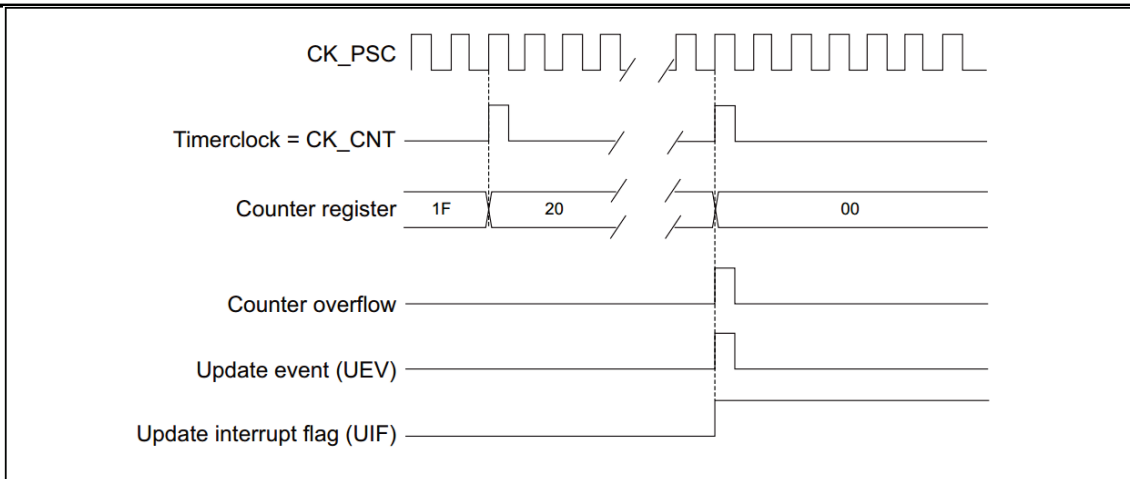 CK_PSC
Timerclock = CK_CNT
Counter register 1F 20 00
Counter overflow
Update event (UEV)
Update interrupt flag (UIF)